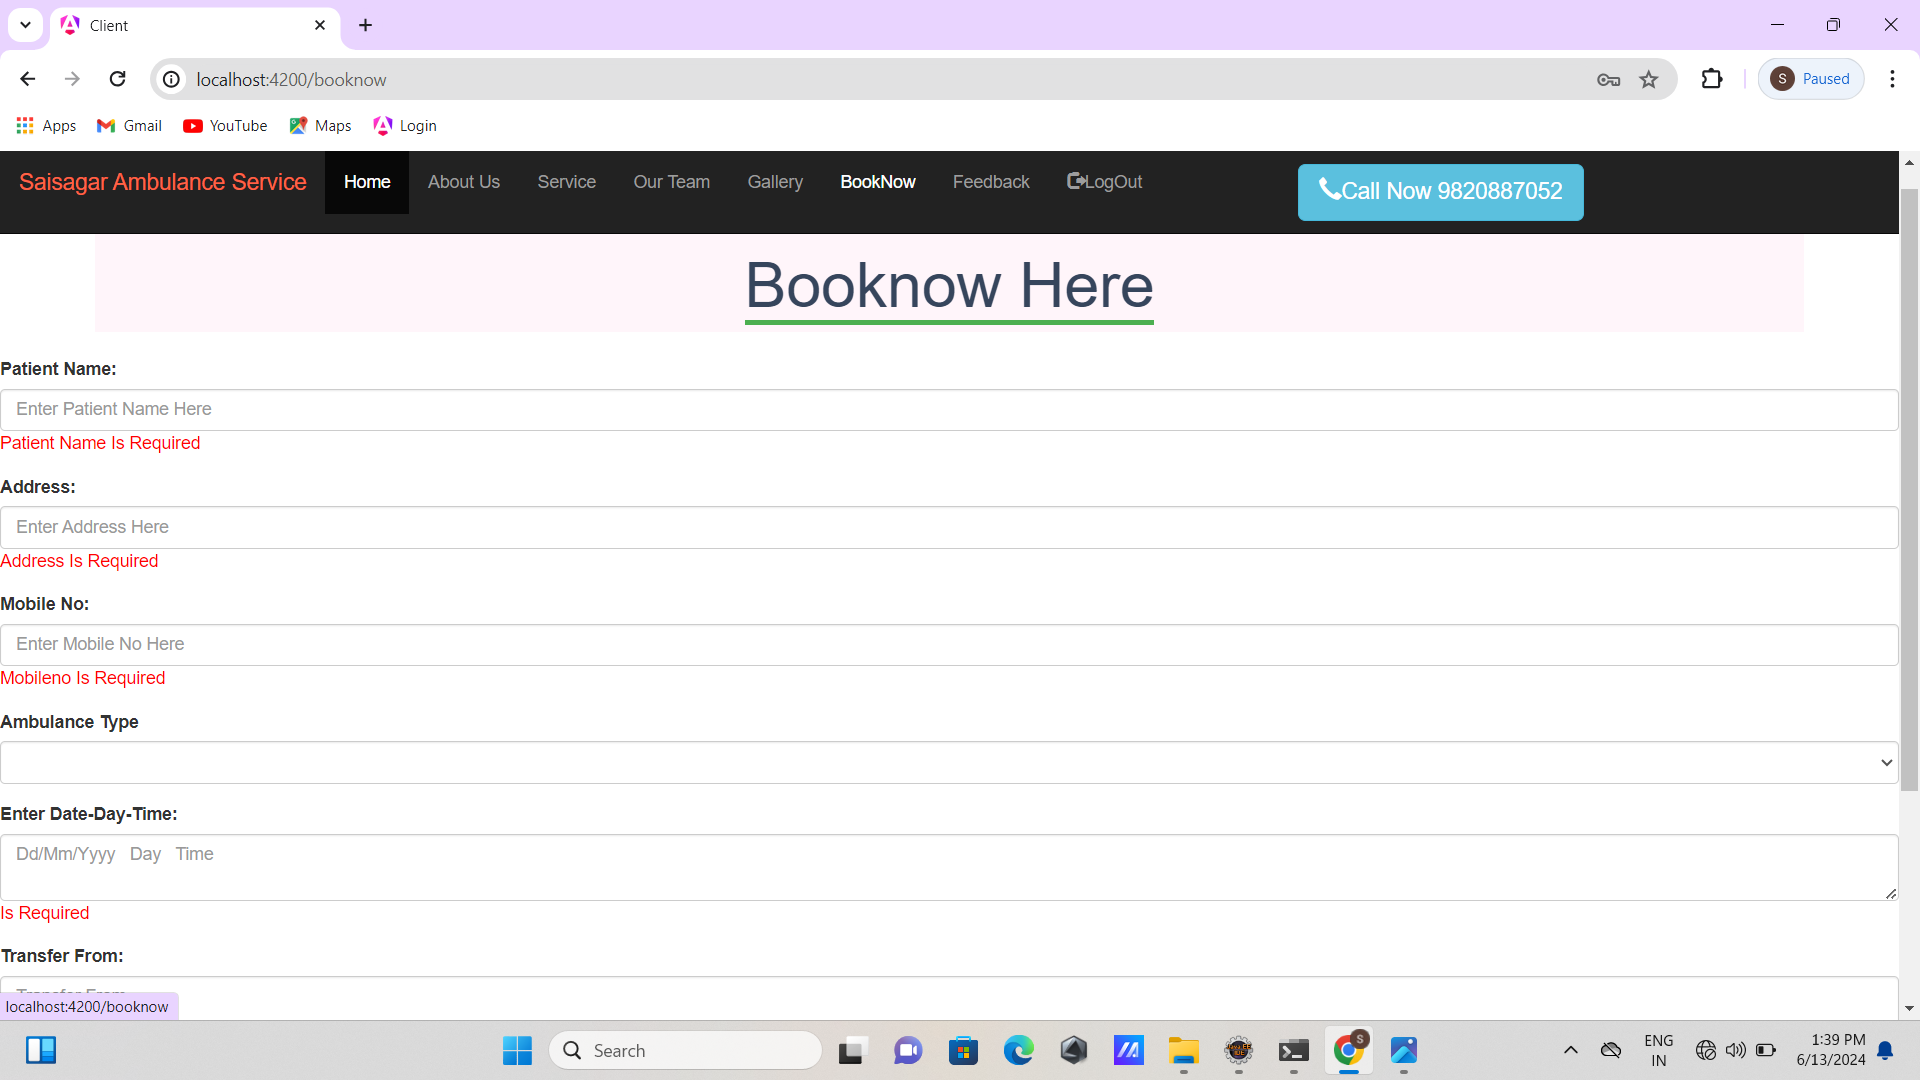 Client
localhost:4200/booknow
S Paused
Apps Gmail YouTube Maps Login
Saisagar Ambulance Service Home About Us Service Our Team Gallery BookNow Feedback LogOut Call Now 9820887052
Booknow Here
Patient Name:
Enter Patient Name Here
Patient Name Is Required
Address:
Enter Address Here
Address Is Required
Mobile No:
Enter Mobile No Here
Mobileno Is Required
Ambulance Type
Enter Date-Day-Time:
Dd/Mm/Yyyy Day Time
Is Required
Transfer From:
Transfer From
localhost:4200/booknow
Search
S
ENG
IN
1:39 PM
6/13/2024